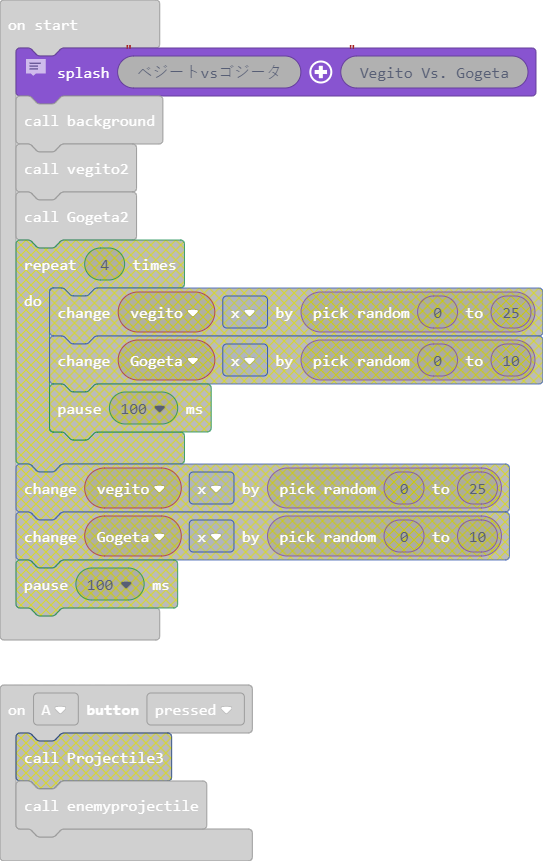 on start
splash " ベジートvsゴジータ " Vegito Vs. Gogeta
call background
call vegito2
call Gogeta2
repeat 4 times
do
change vegito x by pick random 0 to 25
change Gogeta x by pick random 0 to 10
pause 100 ms
change vegito x by pick random 0 to 25
change Gogeta x by pick random 0 to 10
pause 100 ms
on A button pressed
call Projectile3
call enemyprojectile